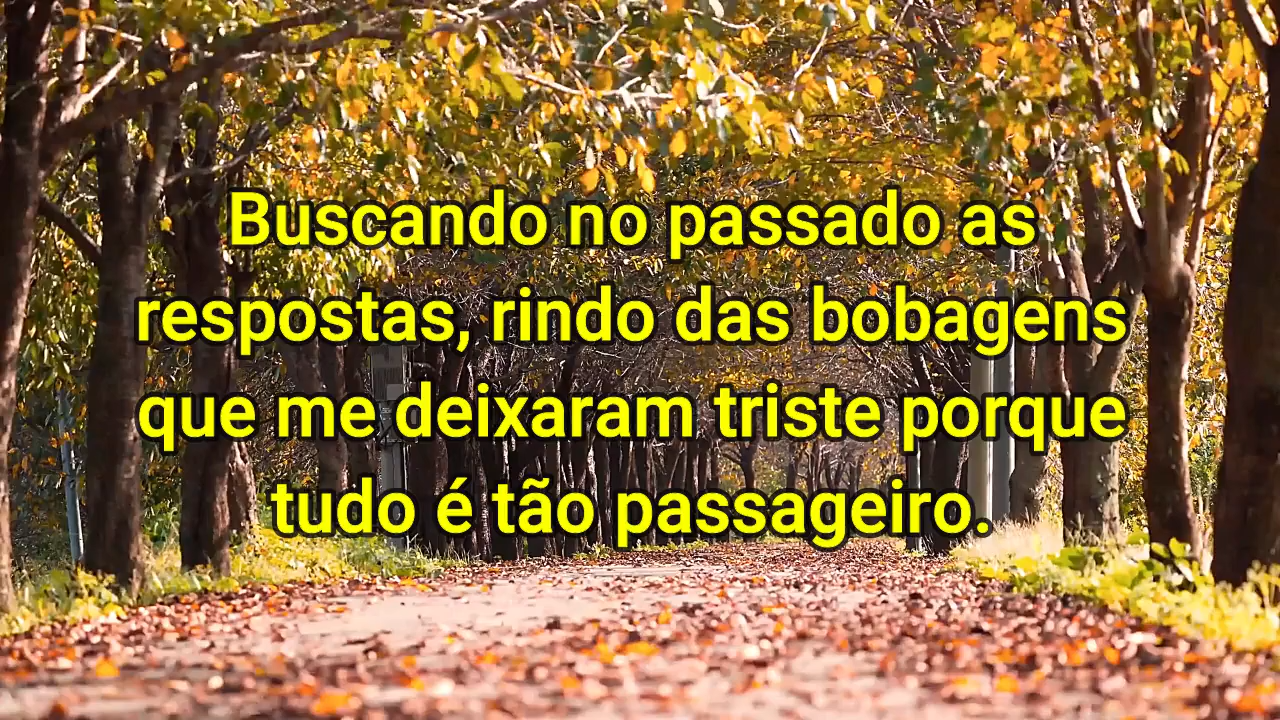 Buscando no passado as
respostas, rindo das bobagens
que me deixaram triste porque
tudo é tão passageiro.